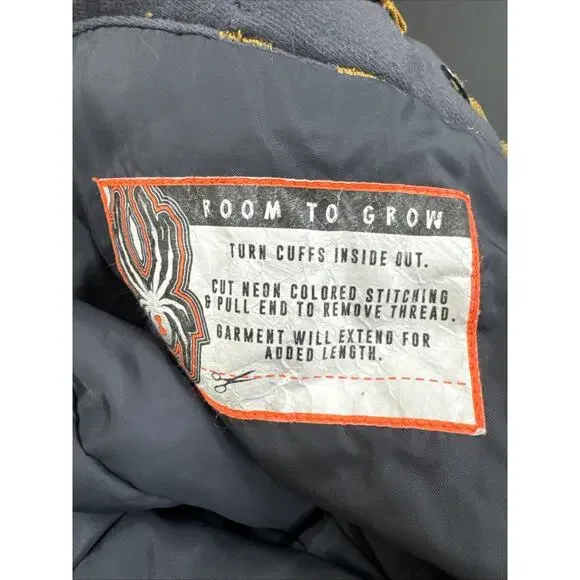 ROOM TO GROW
TURN CUFFS INSIDE OUT.
CUT NEON COLORED STITCHING
& PULL END TO REMOVE THREAD.
GARMENT WILL EXTEND FOR
ADDED LENGTH.